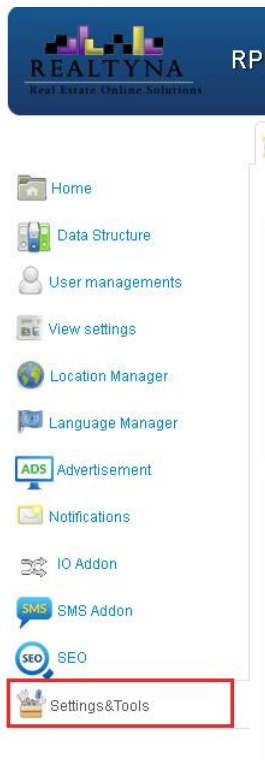 REALTYNA
Real Estate Online Solutions
RP
Home
Data Structure
User managements
View settings
Location Manager
Language Manager
ADS Advertisement
Notifications
IO Addon
SMS SMS Addon
SEO SEO
Settings&Tools